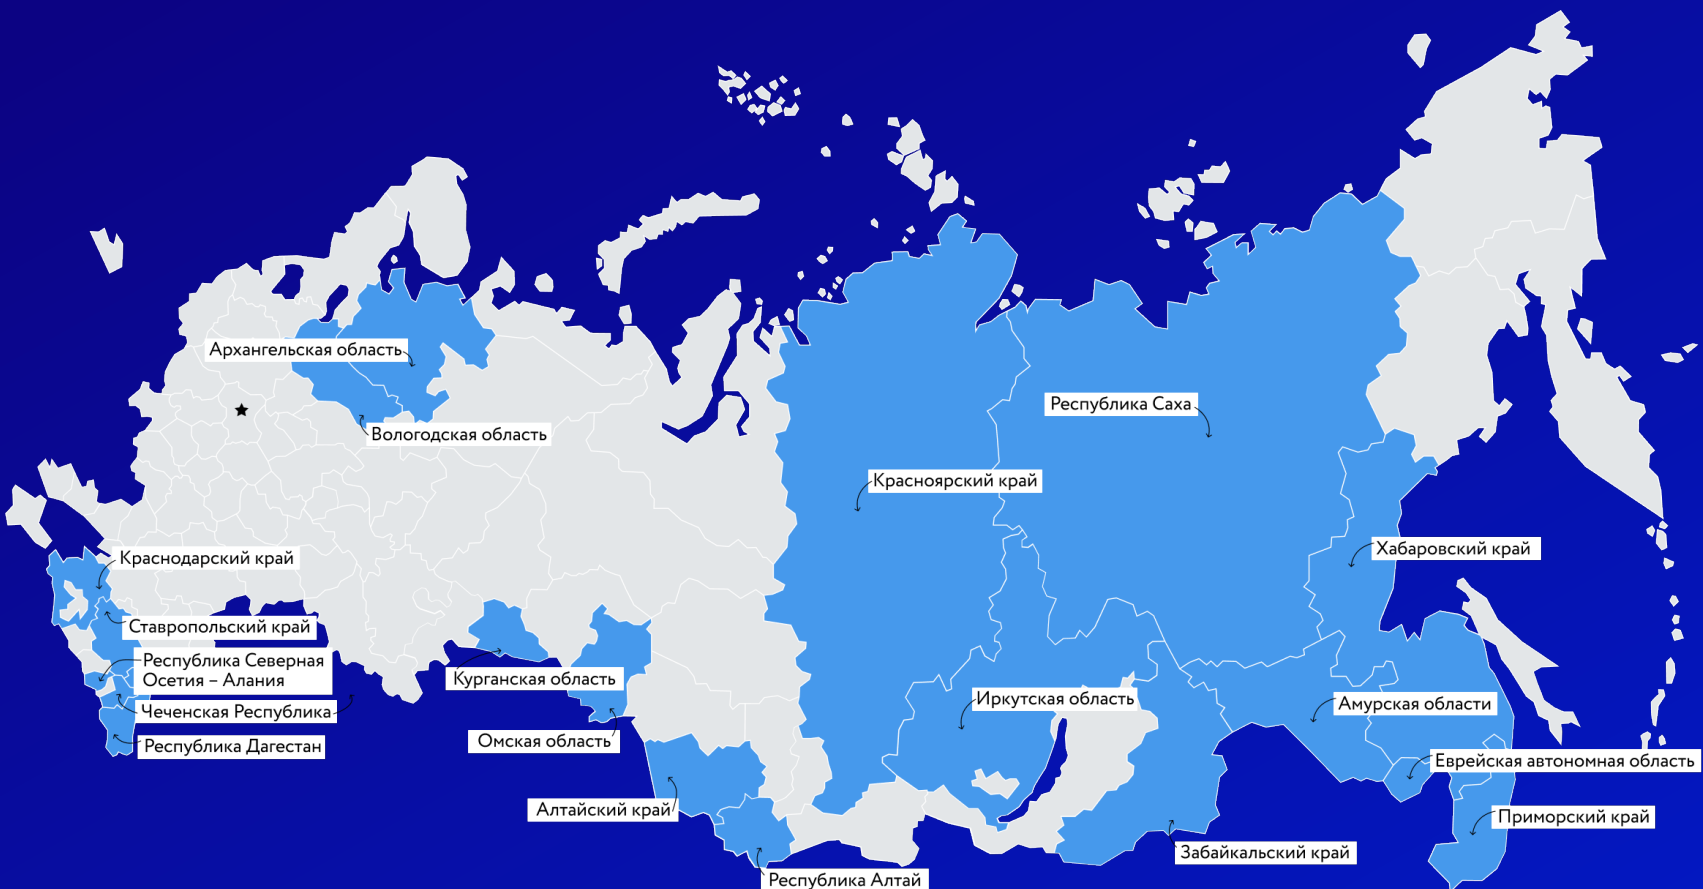 Архангельская область
Вологодская область
Республика Саха
Красноярский край
Хабаровский край
Краснодарский край
Ставропольский край
Республика Северная
Осетия – Алания
Чеченская Республика
Республика Дагестан
Курганская область
Омская область
Иркутская область
Амурская области
Еврейская автономная область
Алтайский край
Приморский край
Забайкальский край
Республика Алтай